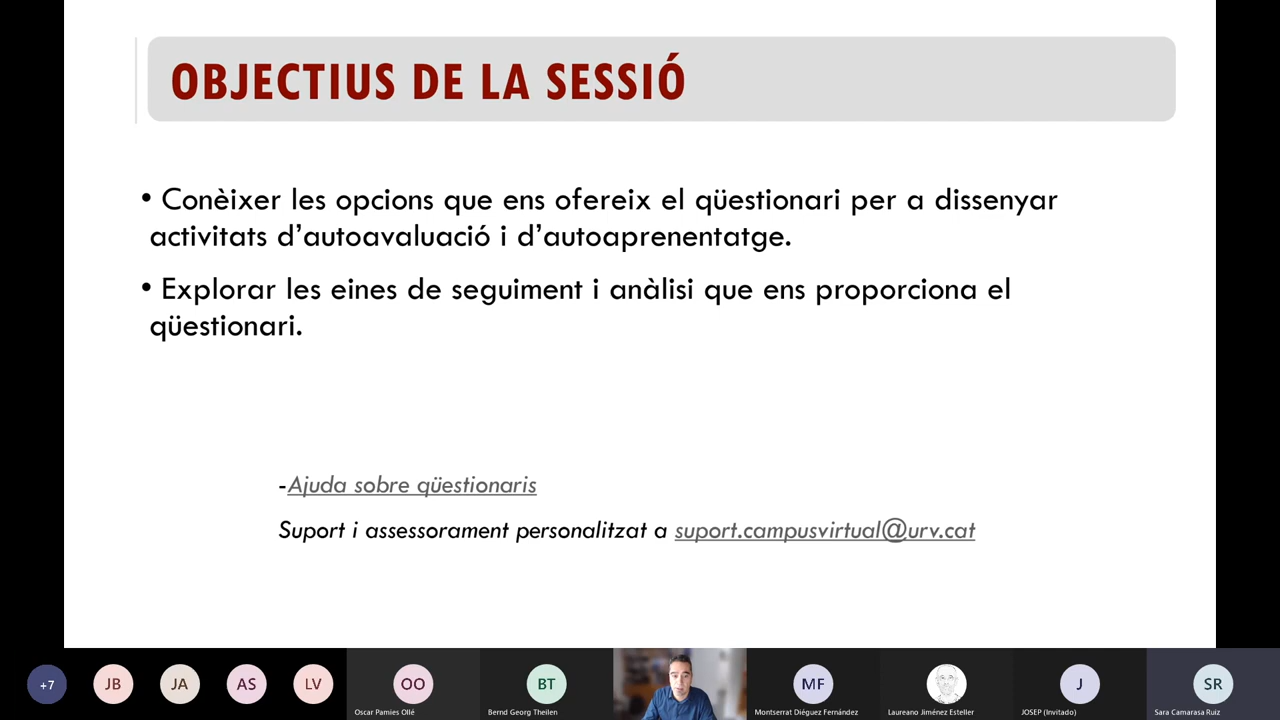 OBJECTIUS DE LA SESSIÓ
• Conèixer les opcions que ens ofereix el qüestionari per a dissenyar
activitats d’autoavaluació i d’autoaprenentatge.
• Explorar les eines de seguiment i anàlisi que ens proporciona el
qüestionari.
-Ajuda sobre qüestionaris
Suport i assessorament personalitzat a suport.campusvirtual@urv.cat
+7 JB JA AS LV OO BT MF J SR
Oscar Pamies Ollé Bernd Georg Theilen Montserrat Diéguez Fernández Laureano Jiménez Esteller JOSEP (Invitado) Sara Camarasa Ruiz